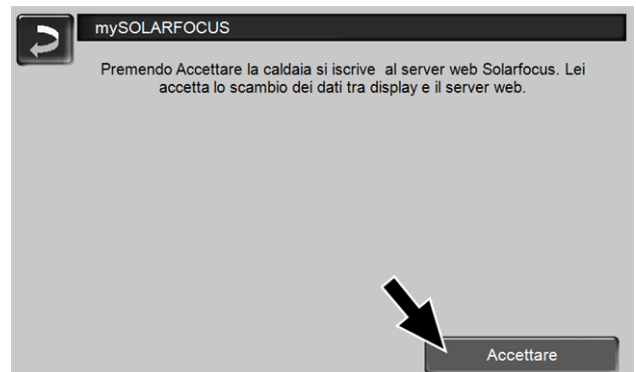 mySOLARFOCUS
Premendo Accettare la caldaia si iscrive al server web Solarfocus. Lei
accetta lo scambio dei dati tra display e il server web.
Accettare